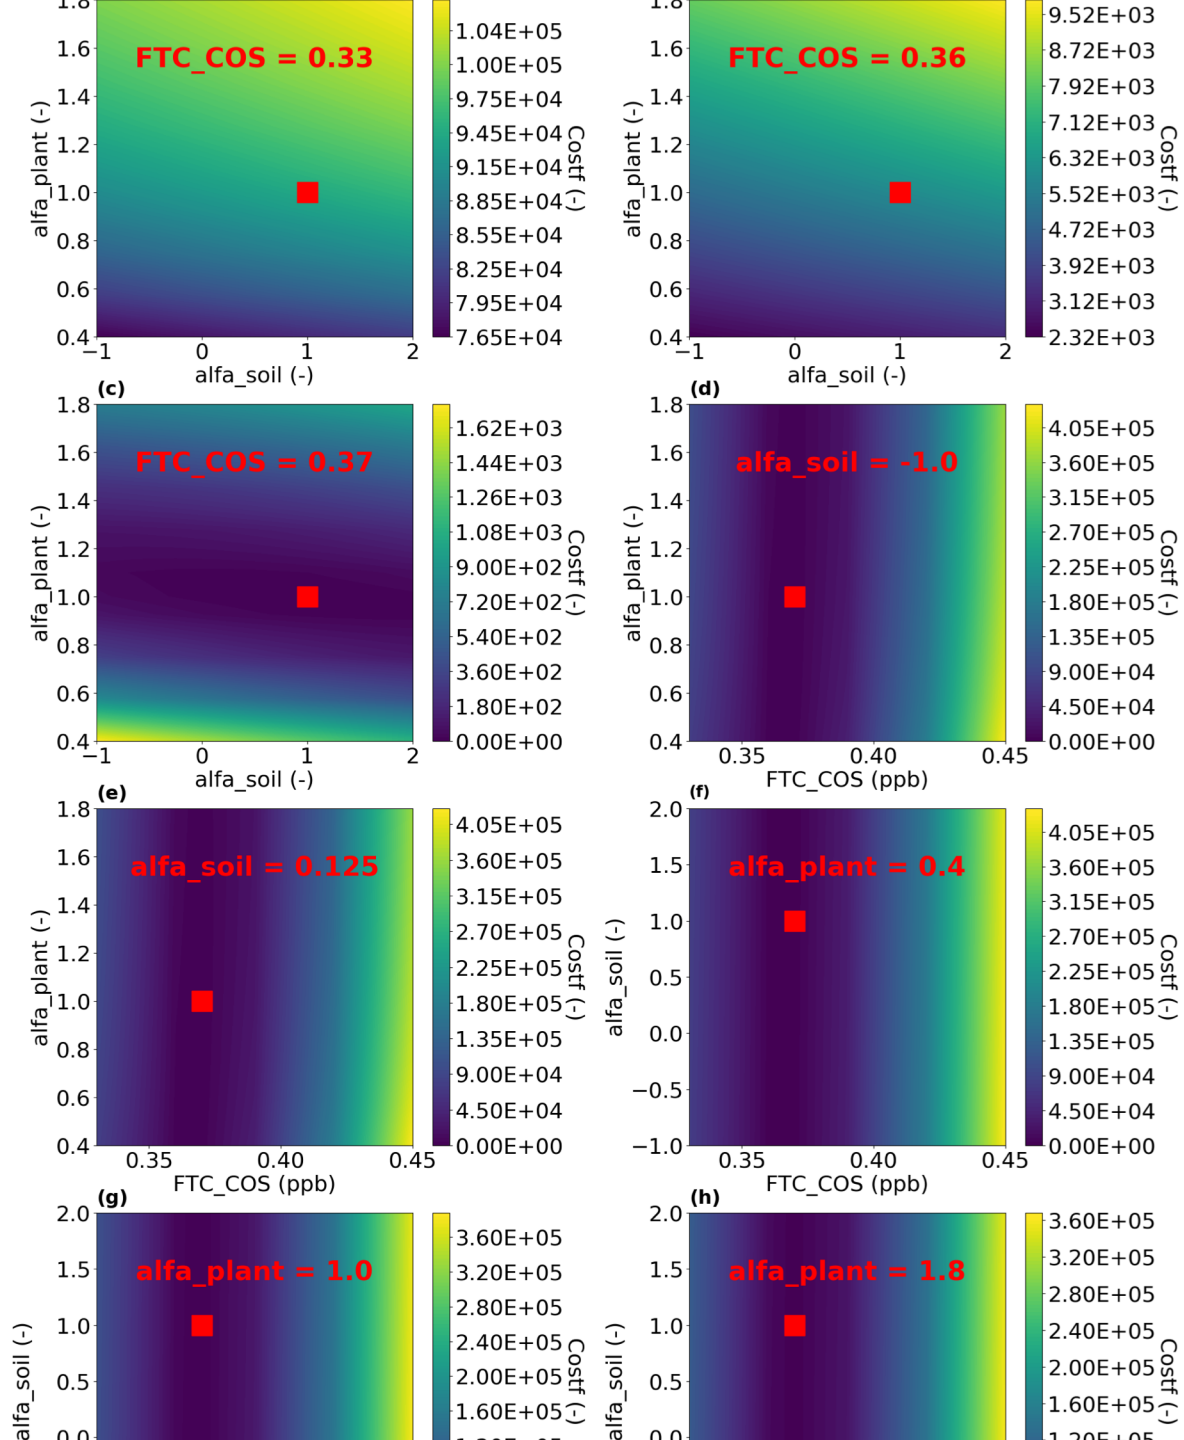 1.8
1.6
1.4
1.2
1.0
0.8
0.6
0.4
alfa_plant (-)
FTC_COS = 0.33
−1
0
1
2
alfa_soil (-)
1.04E+05
1.00E+05
9.75E+04
9.45E+04
9.15E+04
8.85E+04
8.55E+04
8.25E+04
7.95E+04
7.65E+04
Costf (-)
1.8
1.6
1.4
1.2
1.0
0.8
0.6
0.4
alfa_plant (-)
FTC_COS = 0.36
−1
0
1
2
alfa_soil (-)
9.52E+03
8.72E+03
7.92E+03
7.12E+03
6.32E+03
5.52E+03
4.72E+03
3.92E+03
3.12E+03
2.32E+03
Costf (-)
(c)
1.8
1.6
1.4
1.2
1.0
0.8
0.6
0.4
alfa_plant (-)
FTC_COS = 0.37
−1
0
1
2
alfa_soil (-)
1.62E+03
1.44E+03
1.26E+03
1.08E+03
9.00E+02
7.20E+02
5.40E+02
3.60E+02
1.80E+02
0.00E+00
Costf (-)
(d)
1.8
1.6
1.4
1.2
1.0
0.8
0.6
0.4
alfa_plant (-)
alfa_soil = -1.0
0.35
0.40
0.45
FTC_COS (ppb)
4.05E+05
3.60E+05
3.15E+05
2.70E+05
2.25E+05
1.80E+05
1.35E+05
9.00E+04
4.50E+04
0.00E+00
Costf (-)
(e)
1.8
1.6
1.4
1.2
1.0
0.8
0.6
0.4
alfa_plant (-)
alfa_soil = 0.125
0.35
0.40
0.45
FTC_COS (ppb)
4.05E+05
3.60E+05
3.15E+05
2.70E+05
2.25E+05
1.80E+05
1.35E+05
9.00E+04
4.50E+04
0.00E+00
Costf (-)
(f)
2.0
1.5
1.0
0.5
0.0
−0.5
−1.0
alfa_soil (-)
alfa_plant = 0.4
0.35
0.40
0.45
FTC_COS (ppb)
4.05E+05
3.60E+05
3.15E+05
2.70E+05
2.25E+05
1.80E+05
1.35E+05
9.00E+04
4.50E+04
0.00E+00
Costf (-)
(g)
2.0
1.5
1.0
0.5
0.0
alfa_soil (-)
alfa_plant = 1.0
3.60E+05
3.20E+05
2.80E+05
2.40E+05
2.00E+05
1.60E+05
Costf (-)
(h)
2.0
1.5
1.0
0.5
0.0
alfa_soil (-)
alfa_plant = 1.8
3.60E+05
3.20E+05
2.80E+05
2.40E+05
2.00E+05
1.60E+05
1.20E+05
Costf (-)